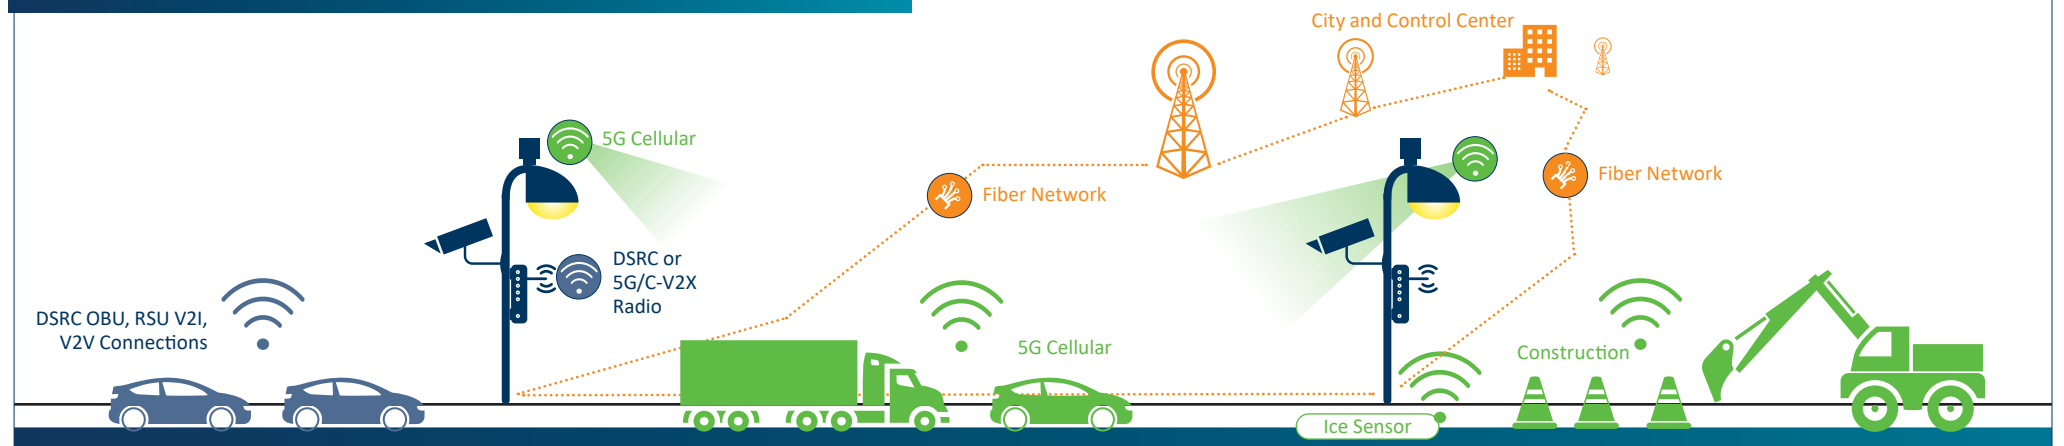 City and Control Center
5G Cellular
Fiber Network
Fiber Network
DSRC or
5G/C-V2X
Radio
DSRC OBU, RSU V2I,
V2V Connections
5G Cellular
Construction
Ice Sensor